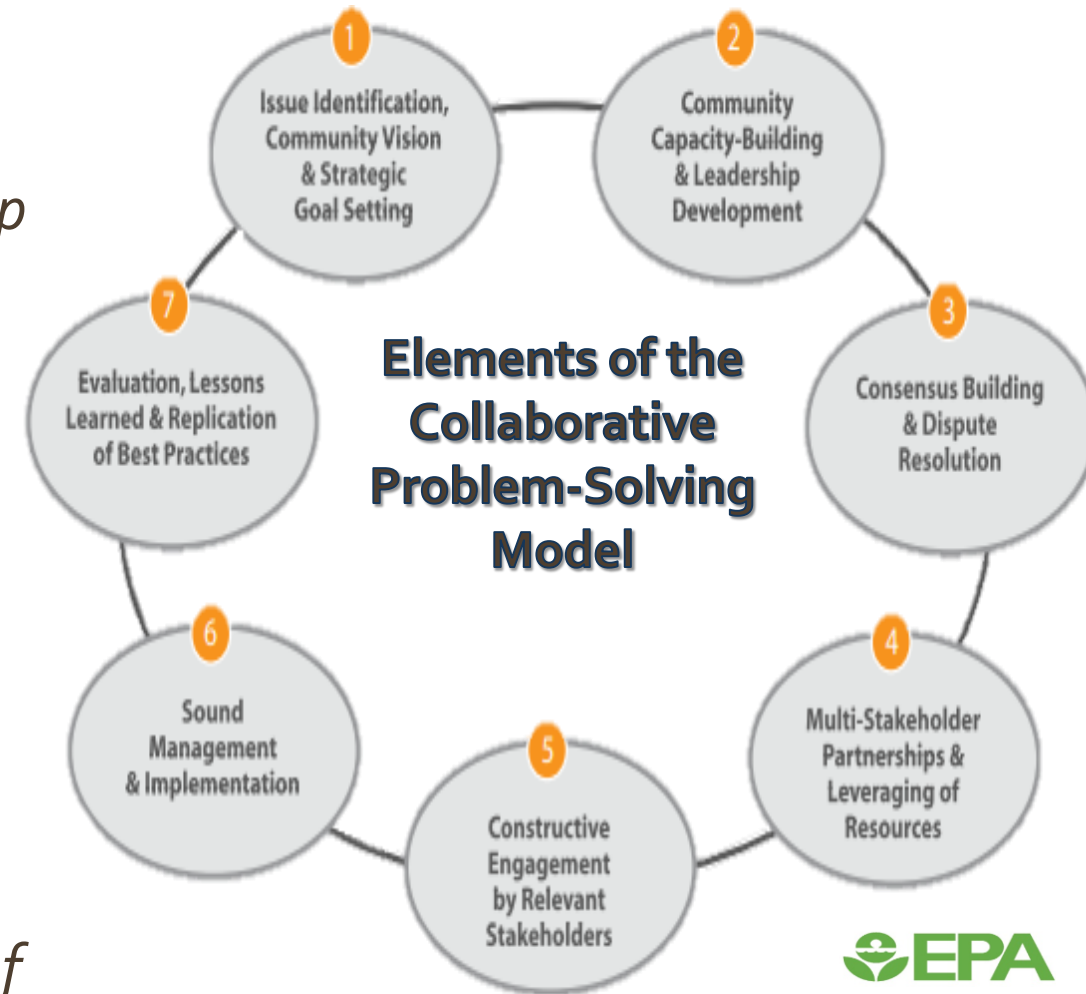 1
Issue Identification,
Community Vision
& Strategic
Goal Setting
2
Community
Capacity-Building
& Leadership
Development
3
Consensus Building
& Dispute
Resolution
4
Multi-Stakeholder
Partnerships &
Leveraging of
Resources
5
Constructive
Engagement
by Relevant
Stakeholders
6
Sound
Management
& Implementation
7
Evaluation, Lessons
Learned & Replication
of Best Practices
Elements of the
Collaborative
Problem-Solving
Model
p
f
EPA